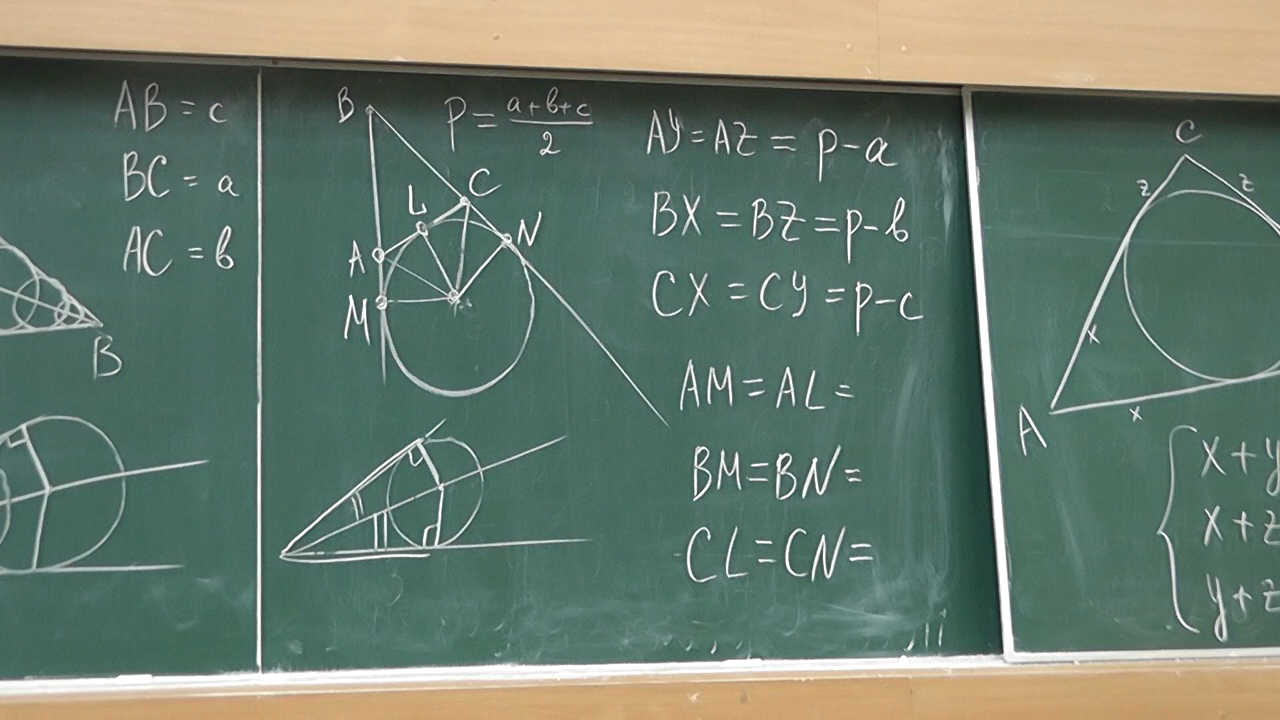 AB = c
BC = a
AC = b
B
B
P = (a+b+c)/2
C
L
N
A
M
AY = AZ = p-a
BX = BZ = p-b
CX = CY = p-c
AM = AL =
BM = BN =
CL = CN =
C
z
z
x
A
x
x+y
x+z
y+z